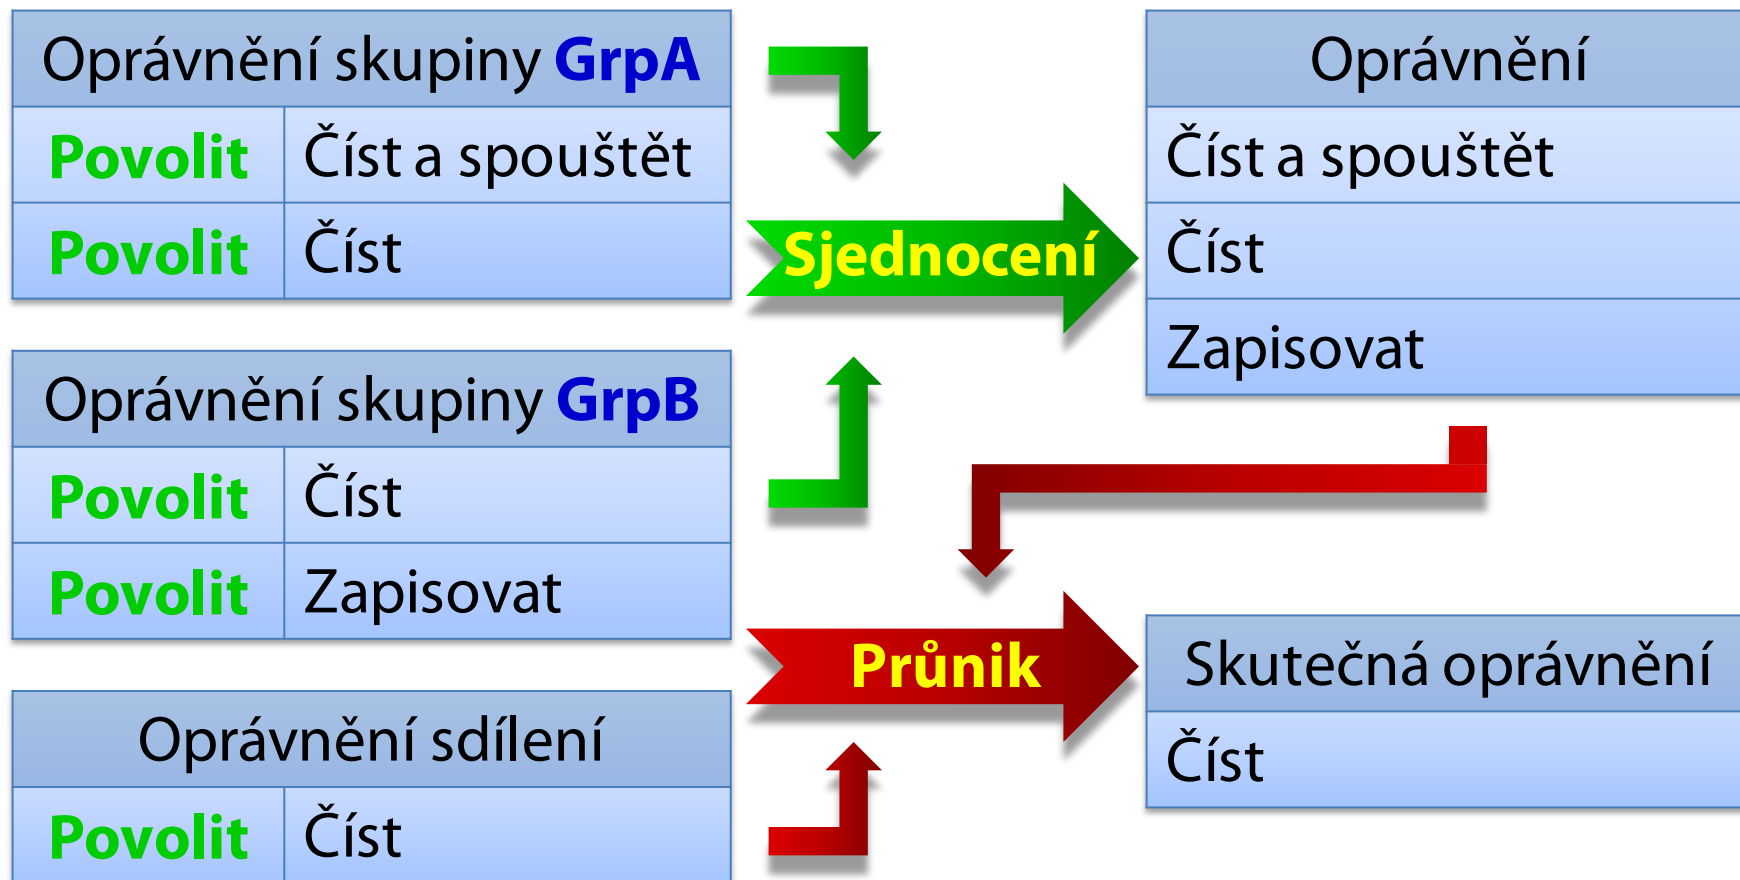 Oprávnění skupiny GrpA
Povolit Číst a spouštět
Povolit Číst
Sjednocení
Oprávnění
Číst a spouštět
Číst
Zapisovat
Oprávnění skupiny GrpB
Povolit Číst
Povolit Zapisovat
Průnik
Oprávnění sdílení
Povolit Číst
Skutečná oprávnění
Číst